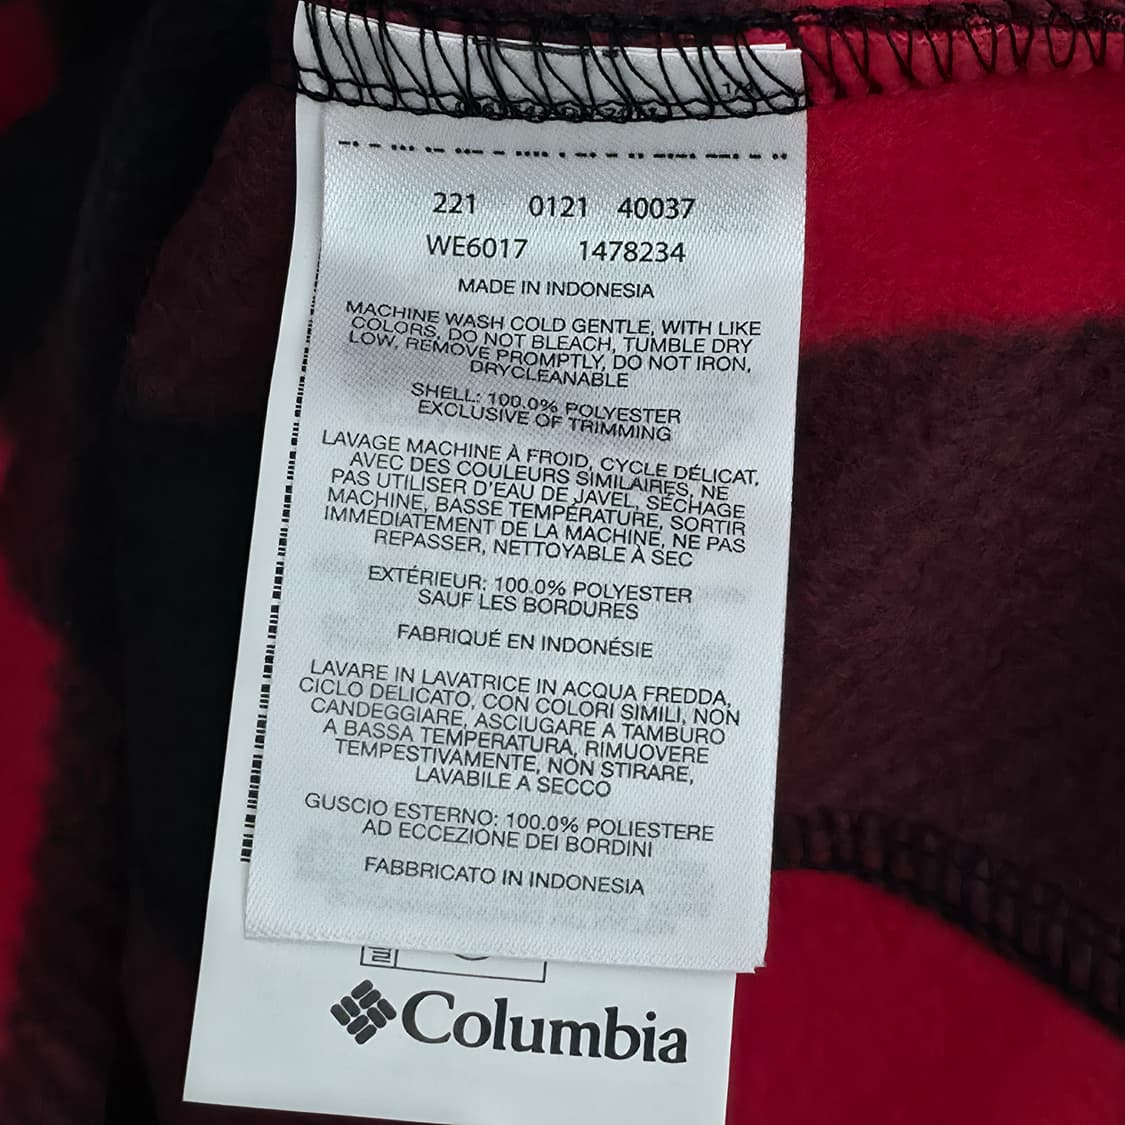 221 0121 40037
WE6017 1478234
MADE IN INDONESIA
MACHINE WASH COLD GENTLE, WITH LIKE
COLORS, DO NOT BLEACH, TUMBLE DRY
LOW, REMOVE PROMPTLY, DO NOT IRON,
DRYCLEANABLE
SHELL: 100.0% POLYESTER
EXCLUSIVE OF TRIMMING
LAVAGE MACHINE À FROID, CYCLE DÉLICAT,
AVEC DES COULEURS SIMILAIRES, NE
PAS UTILISER D'EAU DE JAVEL, SÉCHAGE
MACHINE, BASSE TEMPÉRATURE, SORTIR
IMMÉDIATEMENT DE LA MACHINE, NE PAS
REPASSER, NETTOYABLE À SEC
EXTÉRIEUR: 100.0% POLYESTER
SAUF LES BORDURES
FABRIQUÉ EN INDONÉSIE
LAVARE IN LAVATRICE IN ACQUA FREDDA,
CICLO DELICATO, CON COLORI SIMILI, NON
CANDEGGIARE, ASCIUGARE A TAMBURO
A BASSA TEMPERATURA, RIMUOVERE
TEMPESTIVAMENTE, NON STIRARE,
LAVABILE A SECCO
GUSCIO ESTERNO: 100.0% POLIESTERE
AD ECCEZIONE DEI BORDINI
FABBRICATO IN INDONESIA
Columbia